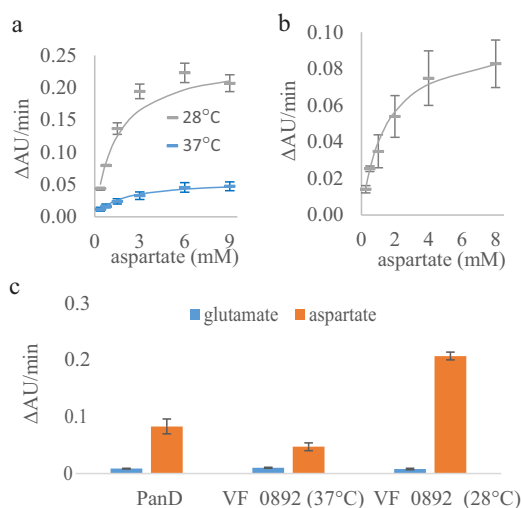 a
ΔAU/min
0.25
0.20
0.15
0.10
0.05
0.00
28°C
37°C
0 3 6 9
aspartate (mM)
b
ΔAU/min
0.10
0.08
0.06
0.04
0.02
0.00
0 2 4 6 8
aspartate (mM)
c
ΔAU/min
0.3
0.2
0.1
0
glutamate aspartate
PanD VF 0892 (37°C) VF 0892 (28°C)